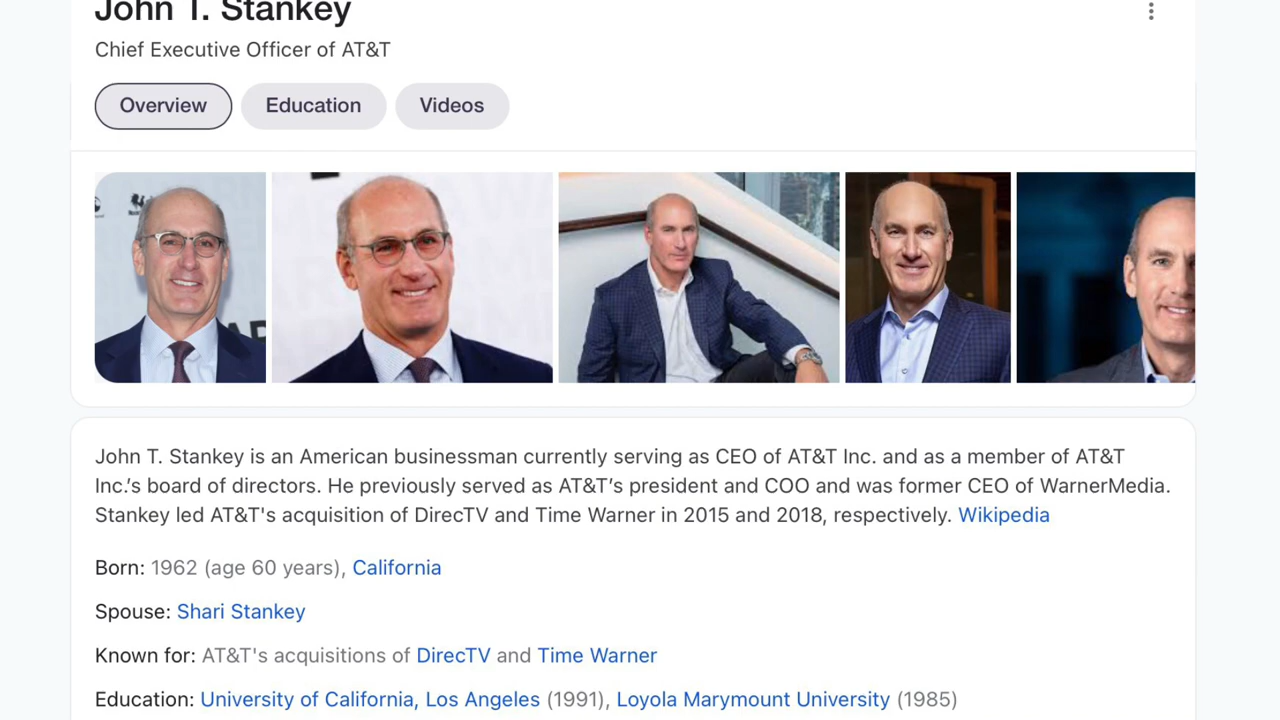 John T. Stankey
Chief Executive Officer of AT&T
Overview
Education
Videos
John T. Stankey is an American businessman currently serving as CEO of AT&T Inc. and as a member of AT&T
Inc.’s board of directors. He previously served as AT&T’s president and COO and was former CEO of WarnerMedia.
Stankey led AT&T's acquisition of DirecTV and Time Warner in 2015 and 2018, respectively. Wikipedia
Born: 1962 (age 60 years), California
Spouse: Shari Stankey
Known for: AT&T's acquisitions of DirecTV and Time Warner
Education: University of California, Los Angeles (1991), Loyola Marymount University (1985)